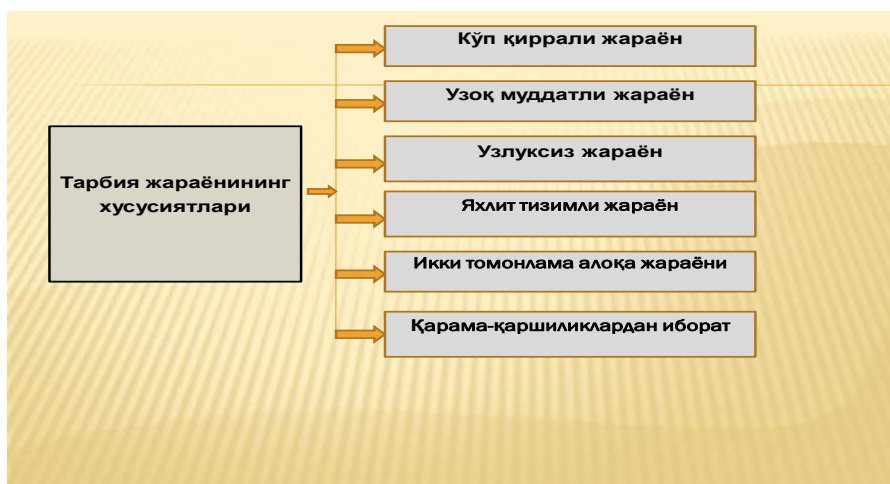 Тарбия жараёнининг
хусусиятлари
Кўп қиррали жараён
Узоқ муддатли жараён
Узлуксиз жараён
Яхлит тизимли жараён
Икки томонлама алоқа жараёни
Қарама-қаршиликлардан иборат